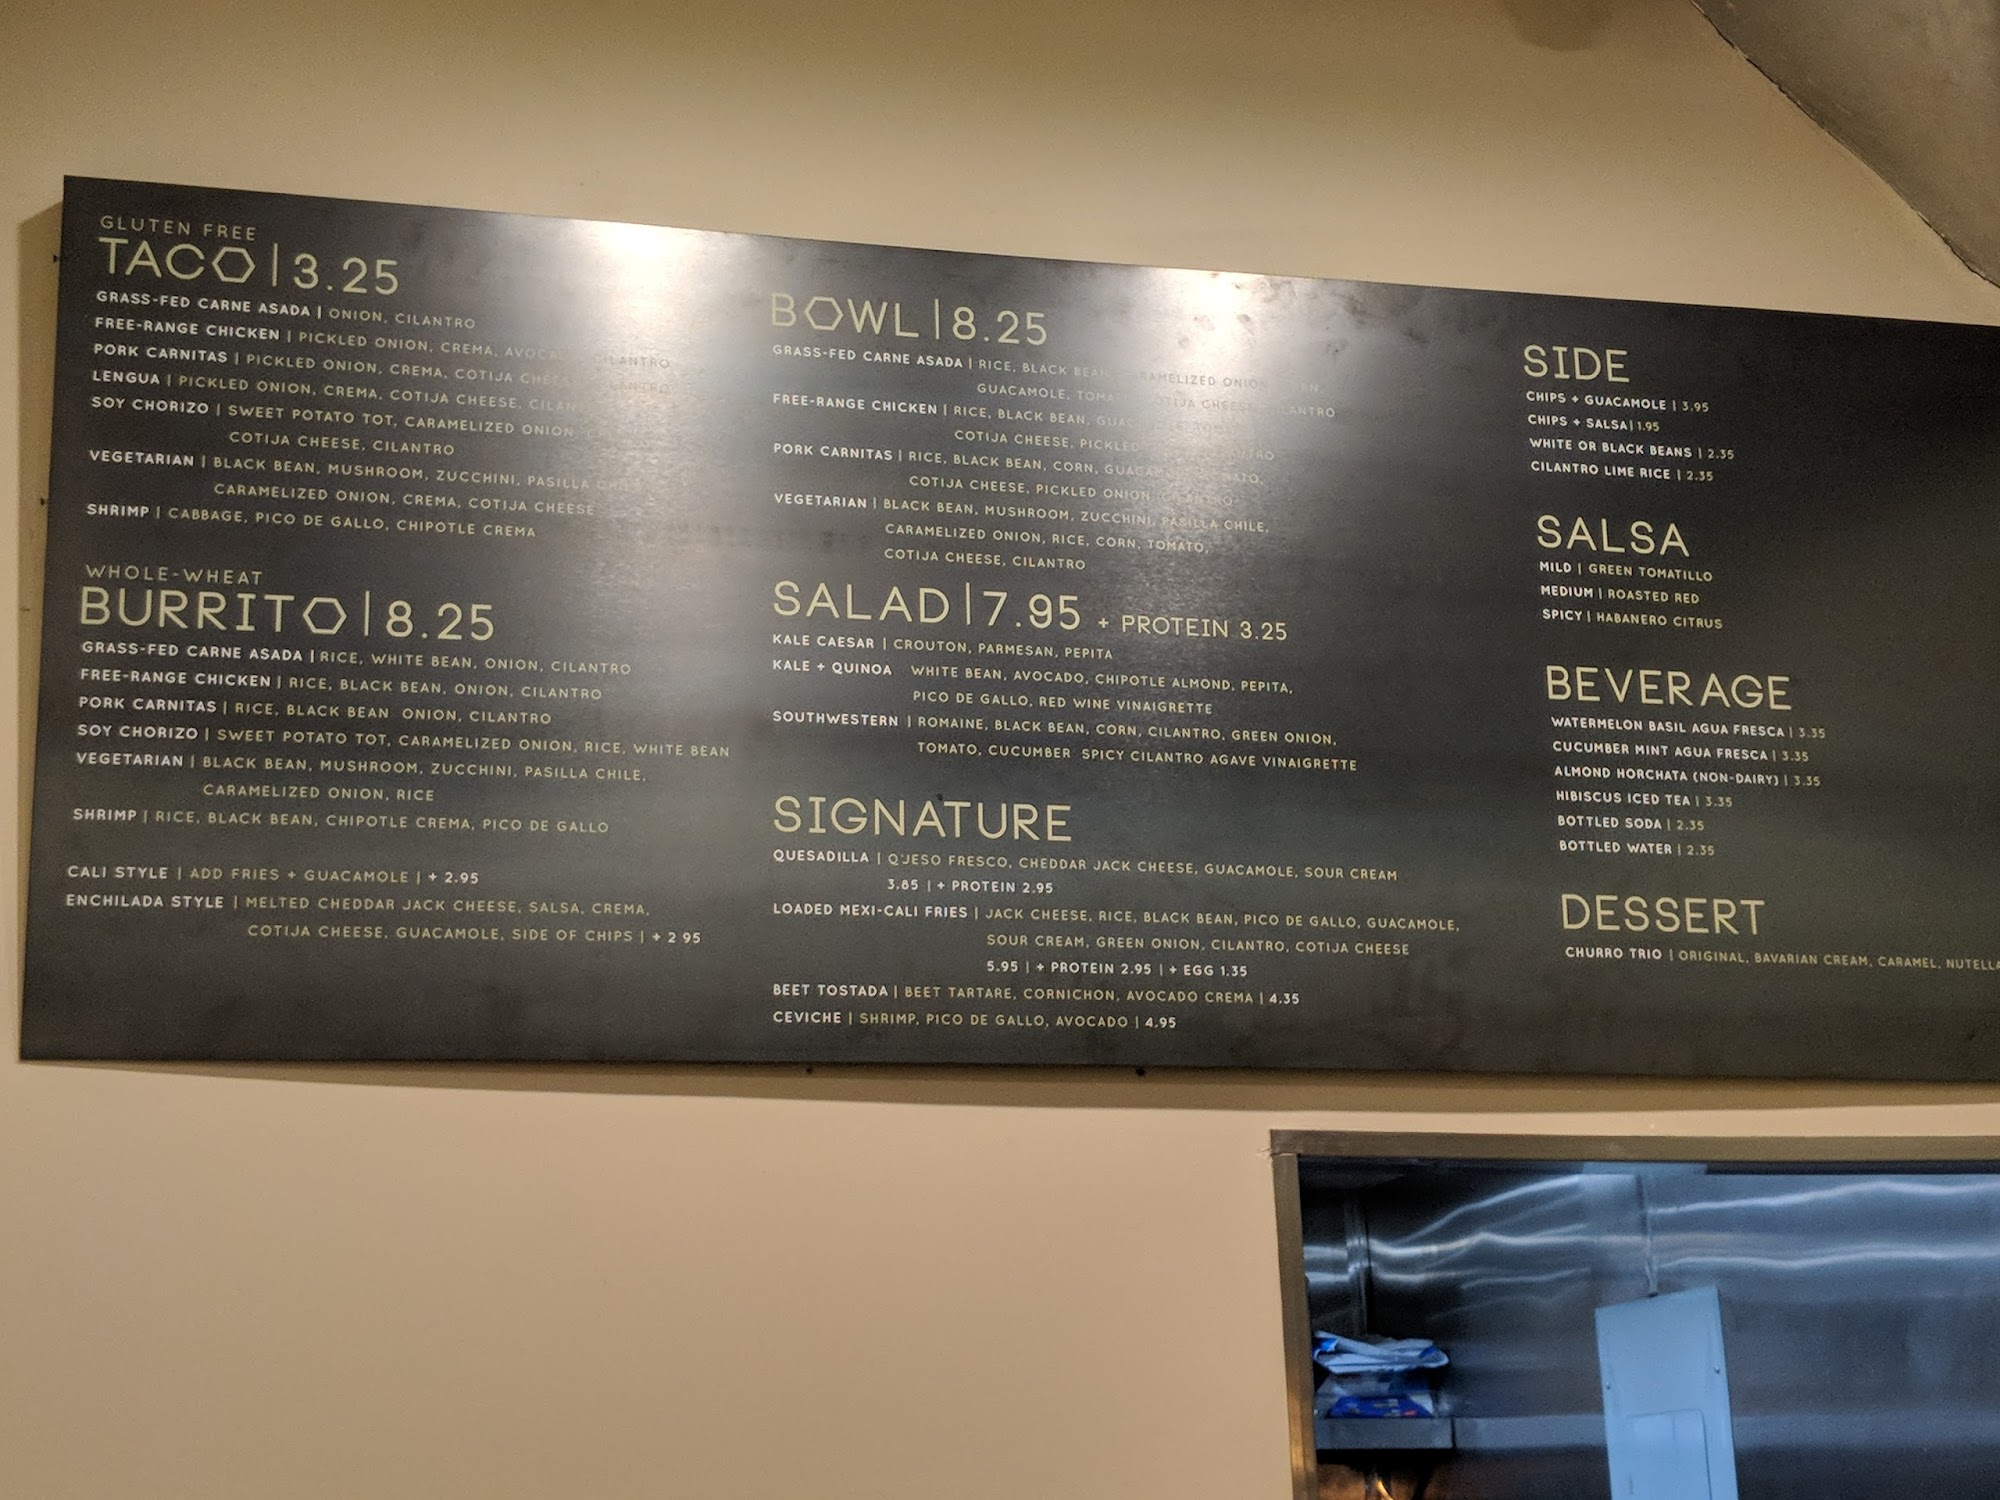 GLUTEN FREE
TACO | 3.25
GRASS-FED CARNE ASADA | ONION, CILANTRO
FREE-RANGE CHICKEN | PICKLED ONION, CREMA, AVOCADO, CILANTRO
PORK CARNITAS | PICKLED ONION, CREMA, COTIJA CHEESE, CILANTRO
LENGUA | PICKLED ONION, CREMA, COTIJA CHEESE, CILANTRO
SOY CHORIZO | SWEET POTATO TOT, CARAMELIZED ONION,
COTIJA CHEESE, CILANTRO
VEGETARIAN | BLACK BEAN, MUSHROOM, ZUCCHINI, PASILLA CHILE,
CARAMELIZED ONION, CREMA, COTIJA CHEESE
SHRIMP | CABBAGE, PICO DE GALLO, CHIPOTLE CREMA
WHOLE-WHEAT
BURRITO | 8.25
GRASS-FED CARNE ASADA | RICE, WHITE BEAN, ONION, CILANTRO
FREE-RANGE CHICKEN | RICE, BLACK BEAN, ONION, CILANTRO
PORK CARNITAS | RICE, BLACK BEAN ONION, CILANTRO
SOY CHORIZO | SWEET POTATO TOT, CARAMELIZED ONION, RICE, WHITE BEAN
VEGETARIAN | BLACK BEAN, MUSHROOM, ZUCCHINI, PASILLA CHILE,
CARAMELIZED ONION, RICE
SHRIMP | RICE, BLACK BEAN, CHIPOTLE CREMA, PICO DE GALLO
CALI STYLE | ADD FRIES + GUACAMOLE | + 2.95
ENCHILADA STYLE | MELTED CHEDDAR JACK CHEESE, SALSA, CREMA,
COTIJA CHEESE, GUACAMOLE, SIDE OF CHIPS | + 2 95
BOWL | 8.25
GRASS-FED CARNE ASADA | RICE, BLACK BEAN, CARAMELIZED ONION,
GUACAMOLE, TOMATO, COTIJA CHEESE, CILANTRO
FREE-RANGE CHICKEN | RICE, BLACK BEAN,
COTIJA CHEESE, PICKLED
PORK CARNITAS | RICE, BLACK BEAN, CORN, GUACAMOLE, TOMATO,
COTIJA CHEESE, PICKLED ONION, CILANTRO
VEGETARIAN | BLACK BEAN, MUSHROOM, ZUCCHINI, PASILLA CHILE,
CARAMELIZED ONION, RICE, CORN, TOMATO,
COTIJA CHEESE, CILANTRO
SALAD | 7.95 + PROTEIN 3.25
KALE CAESAR | CROUTON, PARMESAN, PEPITA
KALE + QUINOA WHITE BEAN, AVOCADO, CHIPOTLE ALMOND, PEPITA,
PICO DE GALLO, RED WINE VINAIGRETTE
SOUTHWESTERN | ROMAINE, BLACK BEAN, CORN, CILANTRO, GREEN ONION,
TOMATO, CUCUMBER SPICY CILANTRO AGAVE VINAIGRETTE
SIGNATURE
QUESADILLA | QUESO FRESCO, CHEDDAR JACK CHEESE, GUACAMOLE, SOUR CREAM
3.85 | + PROTEIN 2.95
LOADED MEXI-CALI FRIES | JACK CHEESE, RICE, BLACK BEAN, PICO DE GALLO, GUACAMOLE,
SOUR CREAM, GREEN ONION, CILANTRO, COTIJA CHEESE
5.95 | + PROTEIN 2.95 | + EGG 1.35
BEET TOSTADA | BEET TARTARE, CORNICHON, AVOCADO CREMA | 4.35
CEVICHE | SHRIMP, PICO DE GALLO, AVOCADO | 4.95
SIDE
CHIPS + GUACAMOLE | 3.95
CHIPS + SALSA | 1.95
WHITE OR BLACK BEANS | 2.35
CILANTRO LIME RICE | 2.35
SALSA
MILD | GREEN TOMATILLO
MEDIUM | ROASTED RED
SPICY | HABANERO CITRUS
BEVERAGE
WATERMELON BASIL AGUA FRESCA | 3.35
CUCUMBER MINT AGUA FRESCA | 3.35
ALMOND HORCHATA (NON-DAIRY) | 3.35
HIBISCUS ICED TEA | 3.35
BOTTLED SODA | 2.35
BOTTLED WATER | 2.35
DESSERT
CHURRO TRIO | ORIGINAL, BAVARIAN CREAM, CARAMEL, NUTELLA